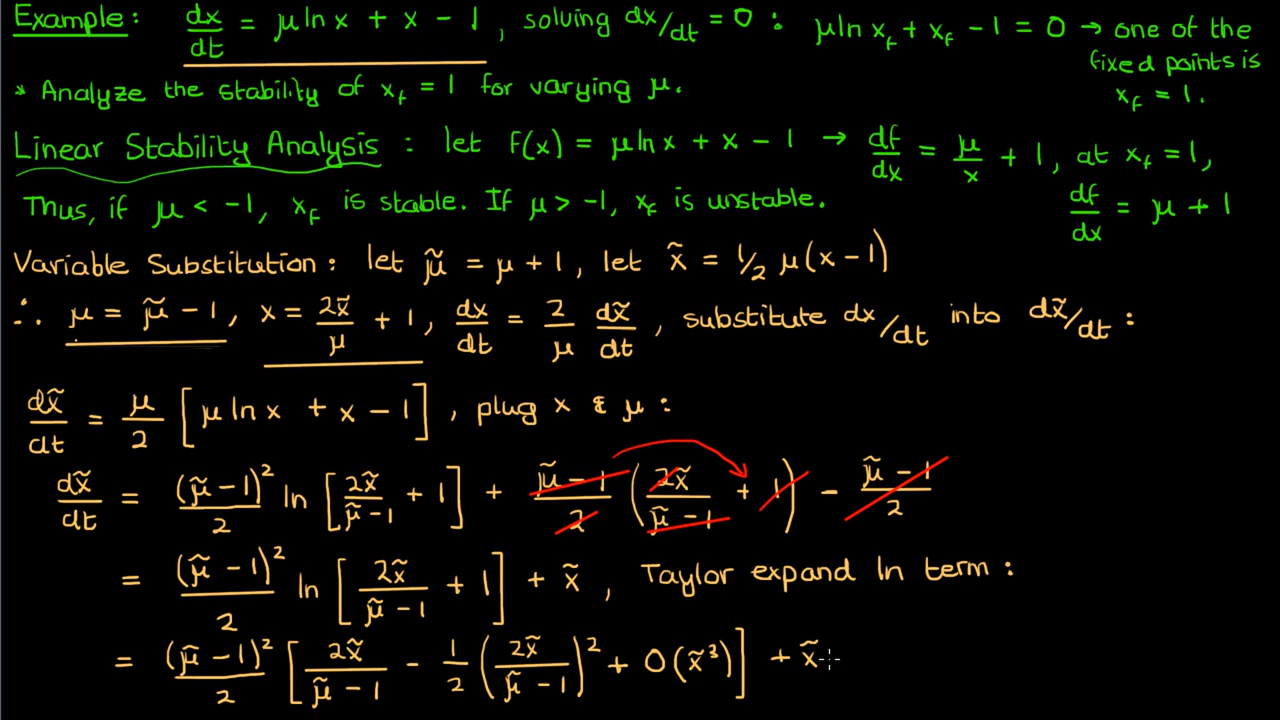 Example: dx/dt = μ ln x + x - 1, solving dx/dt = 0 : μ ln x_f + x_f - 1 = 0 → one of the
fixed points is
x_f = 1.
* Analyze the stability of x_f = 1 for varying μ.
Linear Stability Analysis : let f(x) = μ ln x + x - 1 → df/dx = μ/x + 1, at x_f = 1,
df/dx = μ + 1
Thus, if μ < -1, x_f is stable. If μ > -1, x_f is unstable.
Variable Substitution: let μ̃ = μ + 1, let x̃ = 1/2 μ(x - 1)
∴ μ = μ̃ - 1, x = 2x̃/μ + 1, dx/dt = 2/μ dx̃/dt, substitute dx/dt into dx̃/dt :
dx̃/dt = μ/2 [μ ln x + x - 1], plug x & μ :
dx̃/dt = (μ̃ - 1)²/2 ln [2x̃/(μ̃ - 1) + 1] + (μ̃ - 1)/2 (2x̃/(μ̃ - 1) + 1) - (μ̃ - 1)/2
= (μ̃ - 1)²/2 ln [2x̃/(μ̃ - 1) + 1] + x̃, Taylor expand ln term :
= (μ̃ - 1)²/2 [2x̃/(μ̃ - 1) - 1/2 (2x̃/(μ̃ - 1))² + O(x̃³)] + x̃